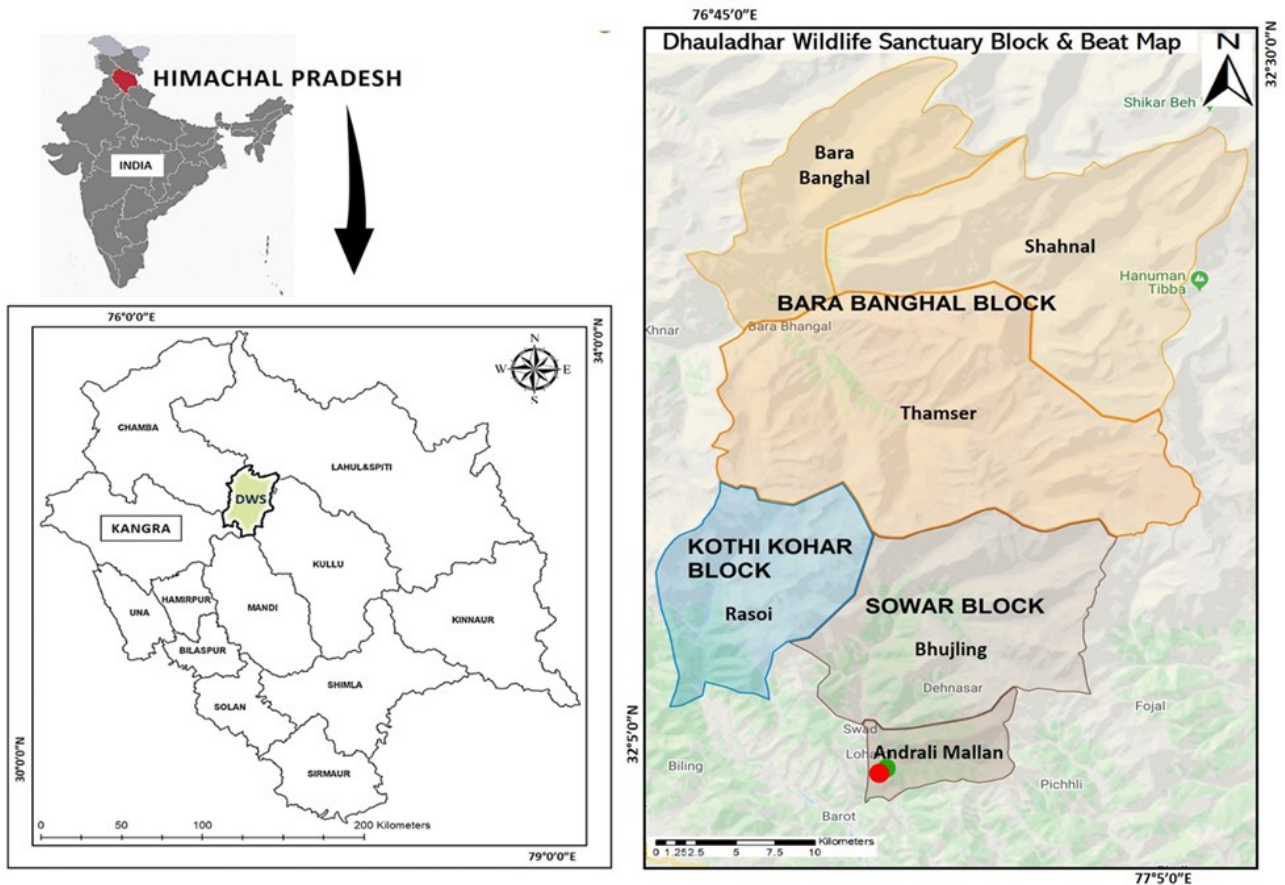 HIMACHAL PRADESH
INDIA
76°0'0"E
34°0'0"N
N
W
E
S
CHAMBA
LAHUL&SPITI
DWS
KANGRA
KULLU
HAMIRPUR
MANDI
UNA
KINNAUR
BILASPUR
SHIMLA
SOLAN
SIRMAUR
30°0'0"N
0 50 100 200 Kilometers
79°0'0"E
76°45'0"E
32°30'0"N
Dhauladhar Wildlife Sanctuary Block & Beat Map
N
Shikar Beh
Bara
Banghal
Shahnal
Hanuman
Tibba
BARA BANGHAL BLOCK
Khnar
Bara Bhangal
Thamser
KOTHI KOHAR
BLOCK
Rasoi
SOWAR BLOCK
Bhujling
Dehnasar
Fojal
32°5'0"N
Swad
Andrali Mallan
Biling
Pichhli
Barot
Kilometers
0 1.25 2.5 5 7.5 10
77°5'0"E